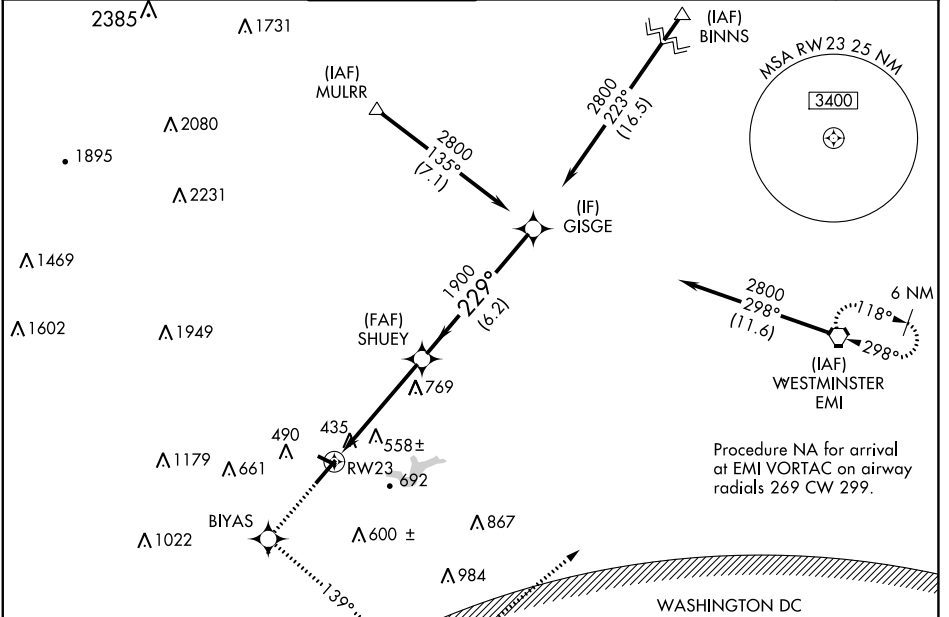 2385
1731
(IAF)
BINNS
MSA RW23 25 NM
3400
(IAF)
MULRR
2800
223°
(16.5)
2080
1895
2800
135°
(7.1)
2231
(IF)
GISGE
1469
1900
229°
(6.2)
2800
298°
(11.6)
6 NM
118°
298°
1602
1949
(FAF)
SHUEY
(IAF)
WESTMINSTER
EMI
769
490
435
558±
1179
661
RW23
692
Procedure NA for arrival
at EMI VORTAC on airway
radials 269 CW 299.
BIYAS
1022
600 ±
867
984
139°
WASHINGTON DC